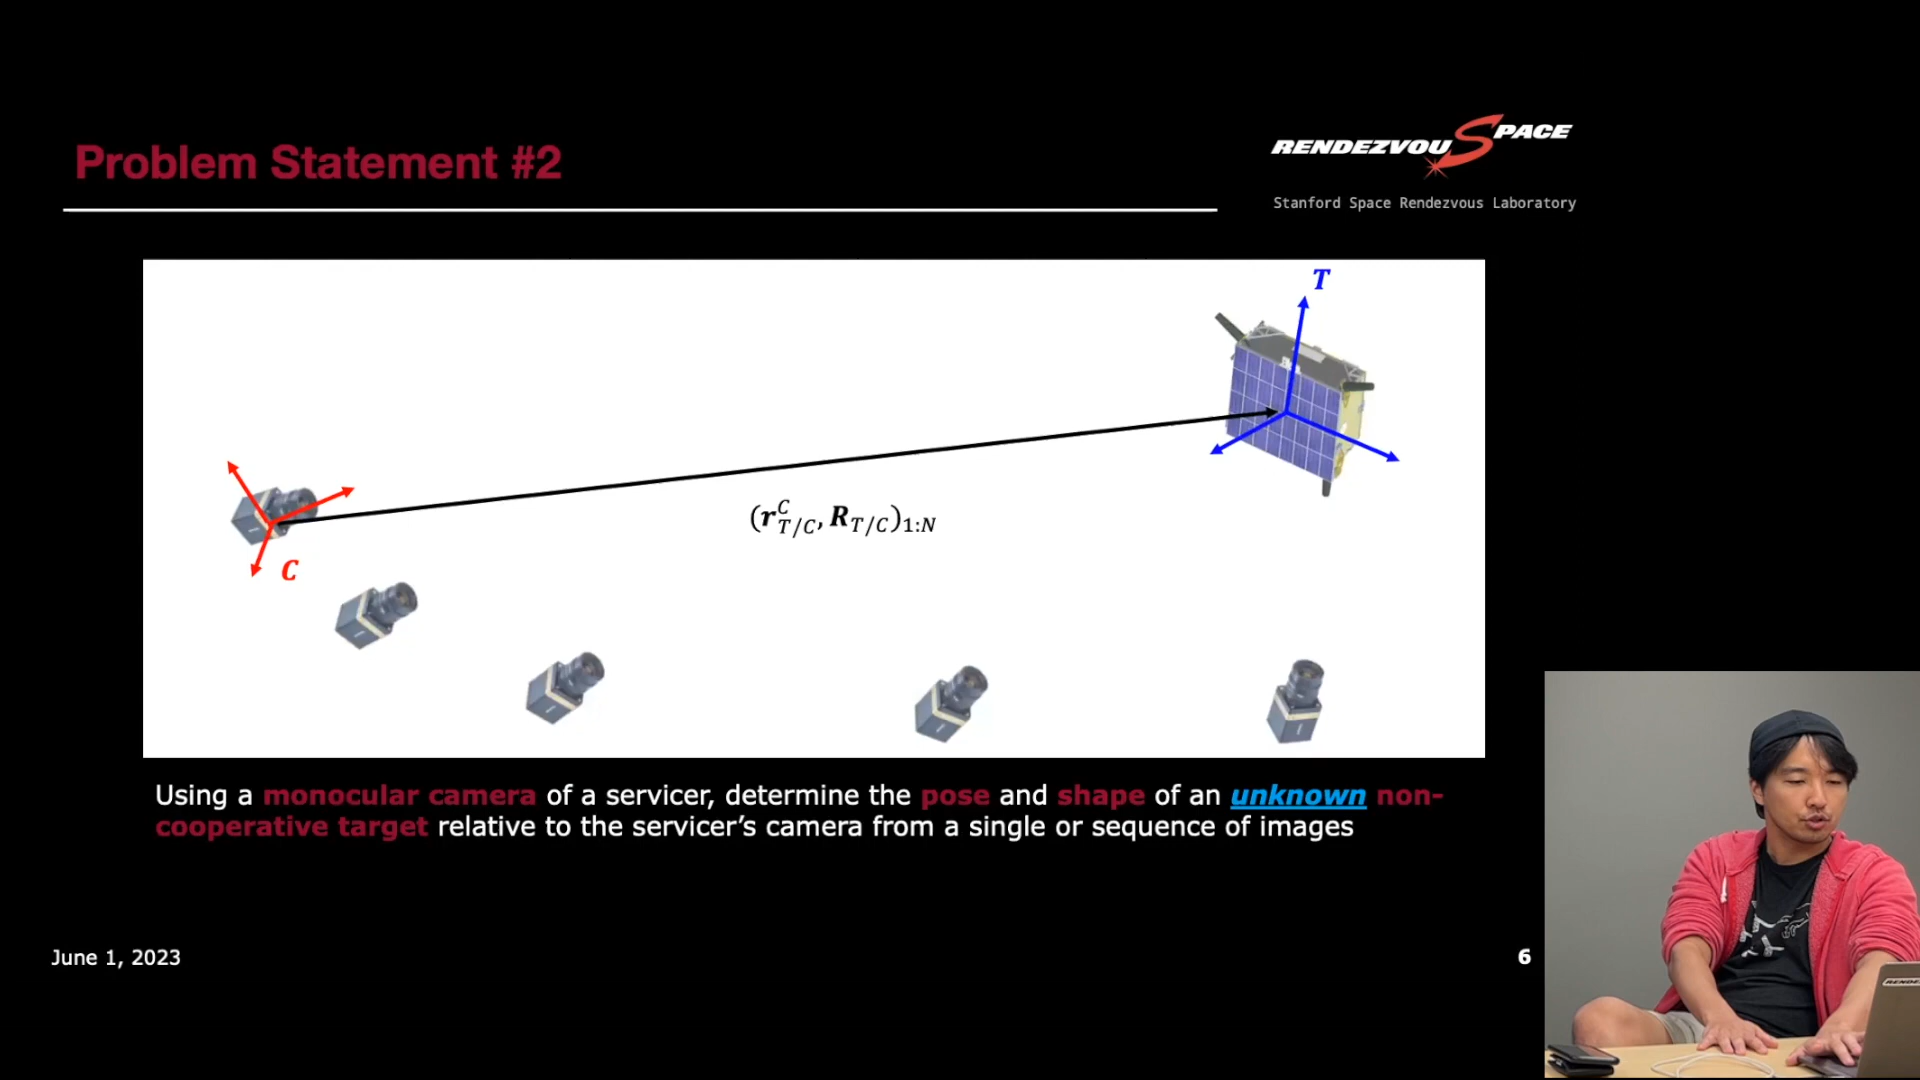 Problem Statement #2
RENDEZVOUSPACE
Stanford Space Rendezvous Laboratory
T
(r^C_{T/C}, R_{T/C})_{1:N}
C
Using a monocular camera of a servicer, determine the pose and shape of an unknown non-
cooperative target relative to the servicer’s camera from a single or sequence of images
June 1, 2023
6